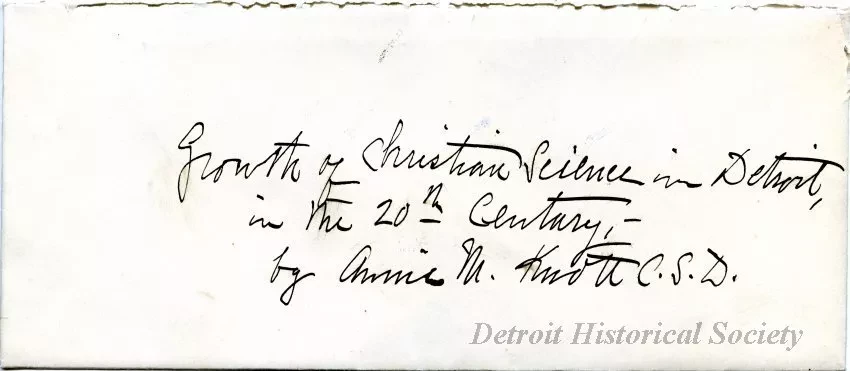 Growth of Christian Science in Detroit,
in the 20th Century,-
by Annie M. Knott C.S.D.
Detroit Historical Society